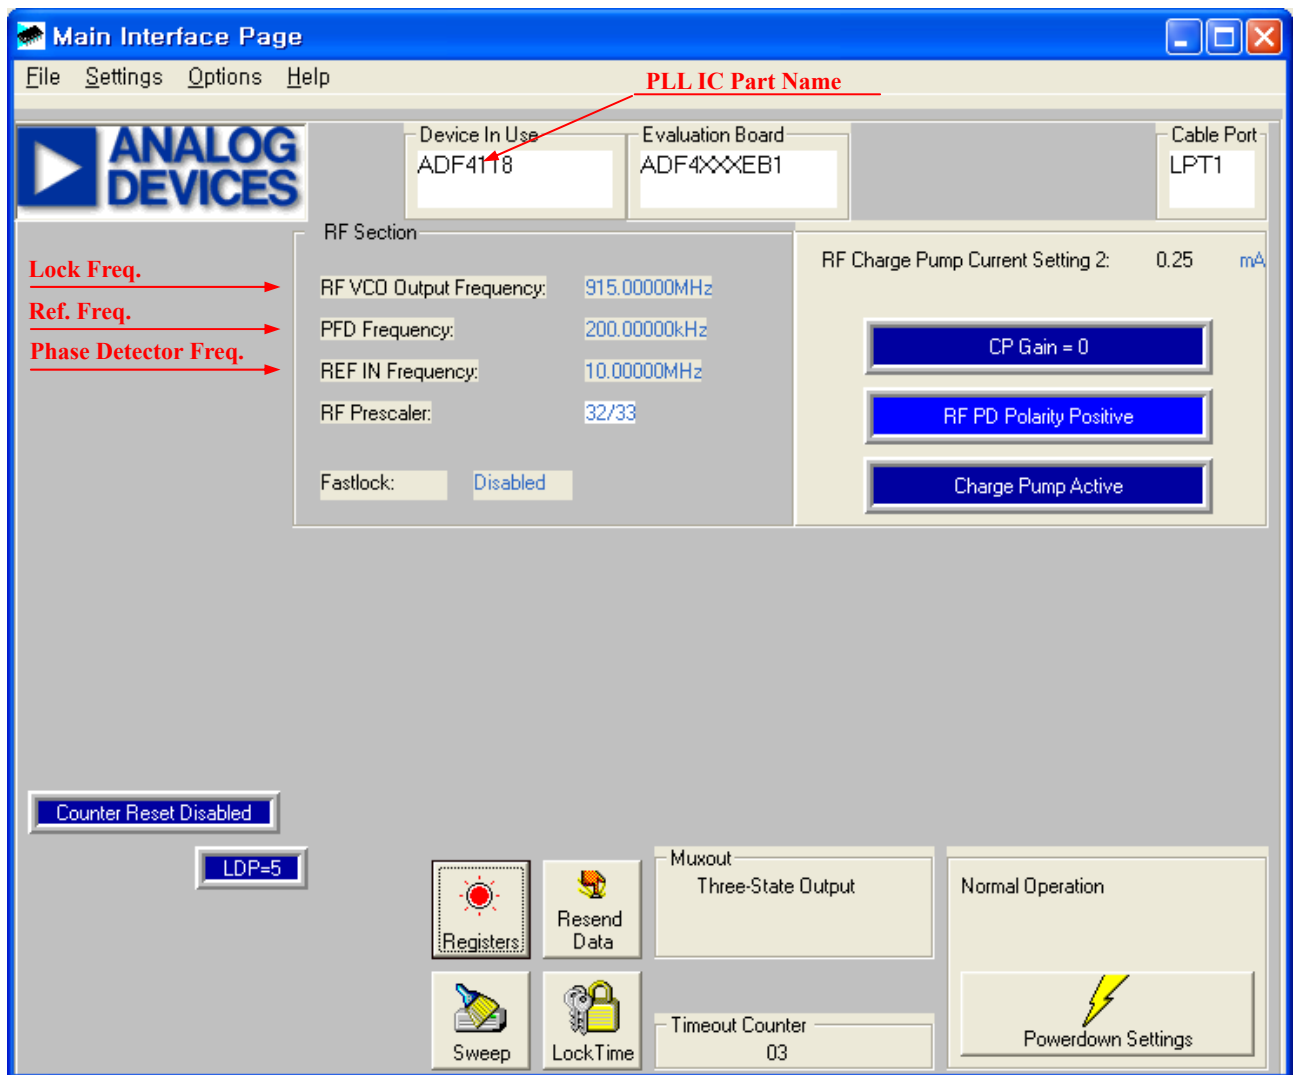 Main Interface Page
File Settings Options Help
PLL IC Part Name
ANALOG
DEVICES
Device In Use
ADF4118
Evaluation Board
ADF4XXXEB1
Cable Port
LPT1
RF Section
Lock Freq.
RF VCO Output Frequency: 915.00000MHz
Ref. Freq.
PFD Frequency: 200.00000kHz
Phase Detector Freq.
REF IN Frequency: 10.00000MHz
RF Prescaler: 32/33
Fastlock: Disabled
RF Charge Pump Current Setting 2: 0.25 mA
CP Gain = 0
RF PD Polarity Positive
Charge Pump Active
Counter Reset Disabled
LDP=5
Registers
Resend
Data
Sweep
LockTime
Muxout
Three-State Output
Timeout Counter
03
Normal Operation
Powerdown Settings